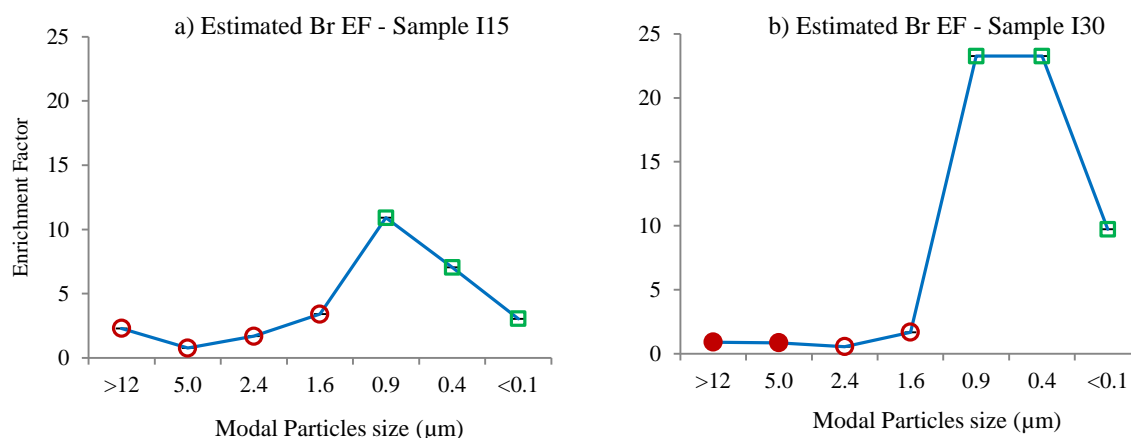 a) Estimated Br EF - Sample I15
25
20
15
10
5
0
Enrichment Factor
>12 5.0 2.4 1.6 0.9 0.4 <0.1
Modal Particles size (µm)
b) Estimated Br EF - Sample I30
25
20
15
10
5
0
>12 5.0 2.4 1.6 0.9 0.4 <0.1
Modal Particles size (µm)